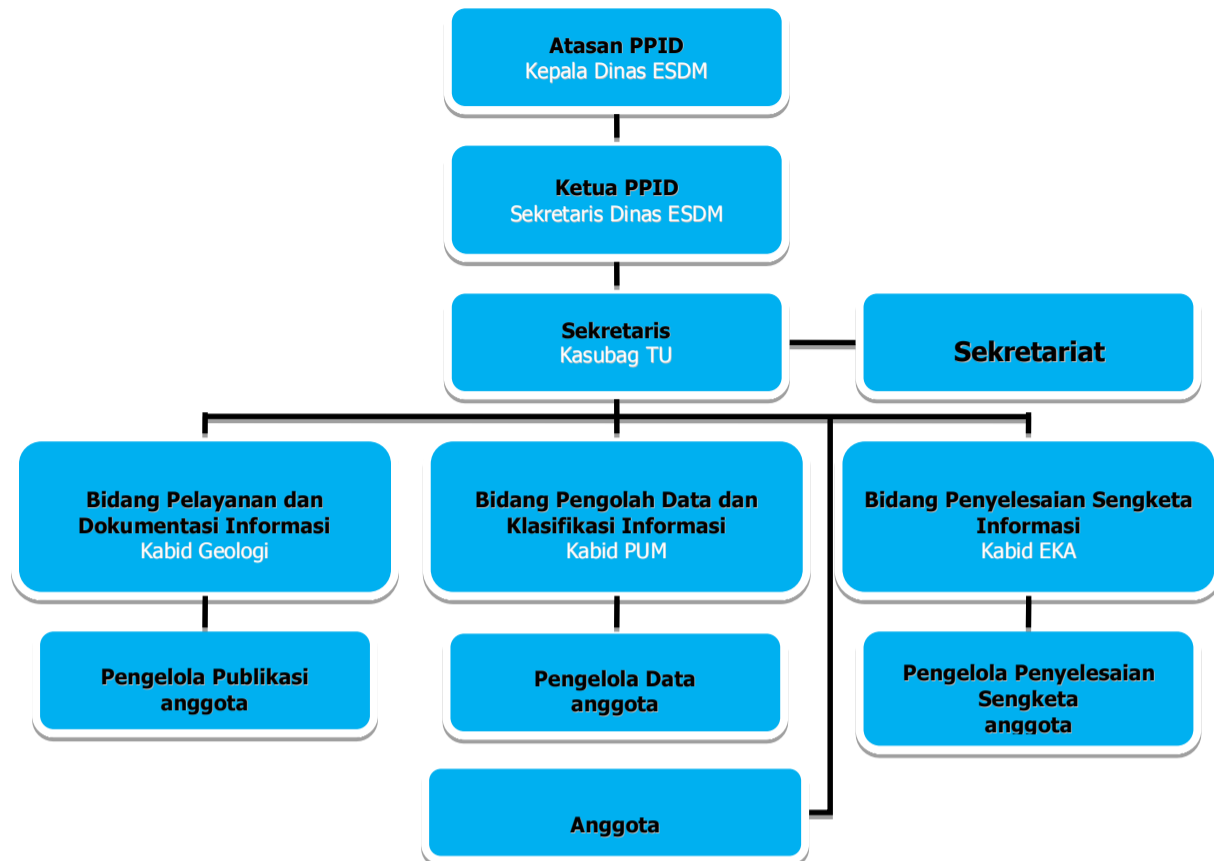 Atasan PPID
Kepala Dinas ESDM
Ketua PPID
Sekretaris Dinas ESDM
Sekretaris
Kasubag TU
Sekretariat
Bidang Pelayanan dan
Dokumentasi Informasi
Kabid Geologi
Bidang Pengolah Data dan
Klasifikasi Informasi
Kabid PUM
Bidang Penyelesaian Sengketa
Informasi
Kabid EKA
Pengelola Publikasi
anggota
Pengelola Data
anggota
Pengelola Penyelesaian
Sengketa
anggota
Anggota